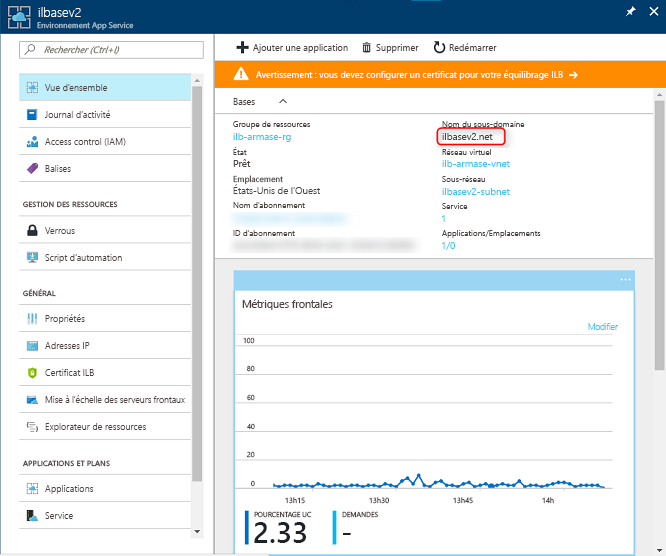 ilbasev2
Environnement App Service
Rechercher (Ctrl+I)
Vue d'ensemble
Journal d'activité
Access control (IAM)
Balises
GESTION DES RESSOURCES
Verrous
Script d'automation
GÉNÉRAL
Propriétés
Adresses IP
Certificat ILB
Mise à l'échelle des serveurs frontaux
Explorateur de ressources
APPLICATIONS ET PLANS
Applications
Service
Ajouter une application
Supprimer
Redémarrer
Avertissement : vous devez configurer un certificat pour votre équilibrage ILB →
Bases
Groupe de ressources
ilb-armase-rg
État
Prêt
Emplacement
États-Unis de l'Ouest
Nom d'abonnement
ID d'abonnement
Nom du sous-domaine
ilbasev2.net
Réseau virtuel
ilb-armase-vnet
Sous-réseau
ilbasev2-subnet
Service
1
Applications/Emplacements
1/0
...
Métriques frontales
Modifier
100
80
60
40
20
0
13h15
13h30
13h45
14h
POURCENTAGE UC
2.33
DEMANDES
-